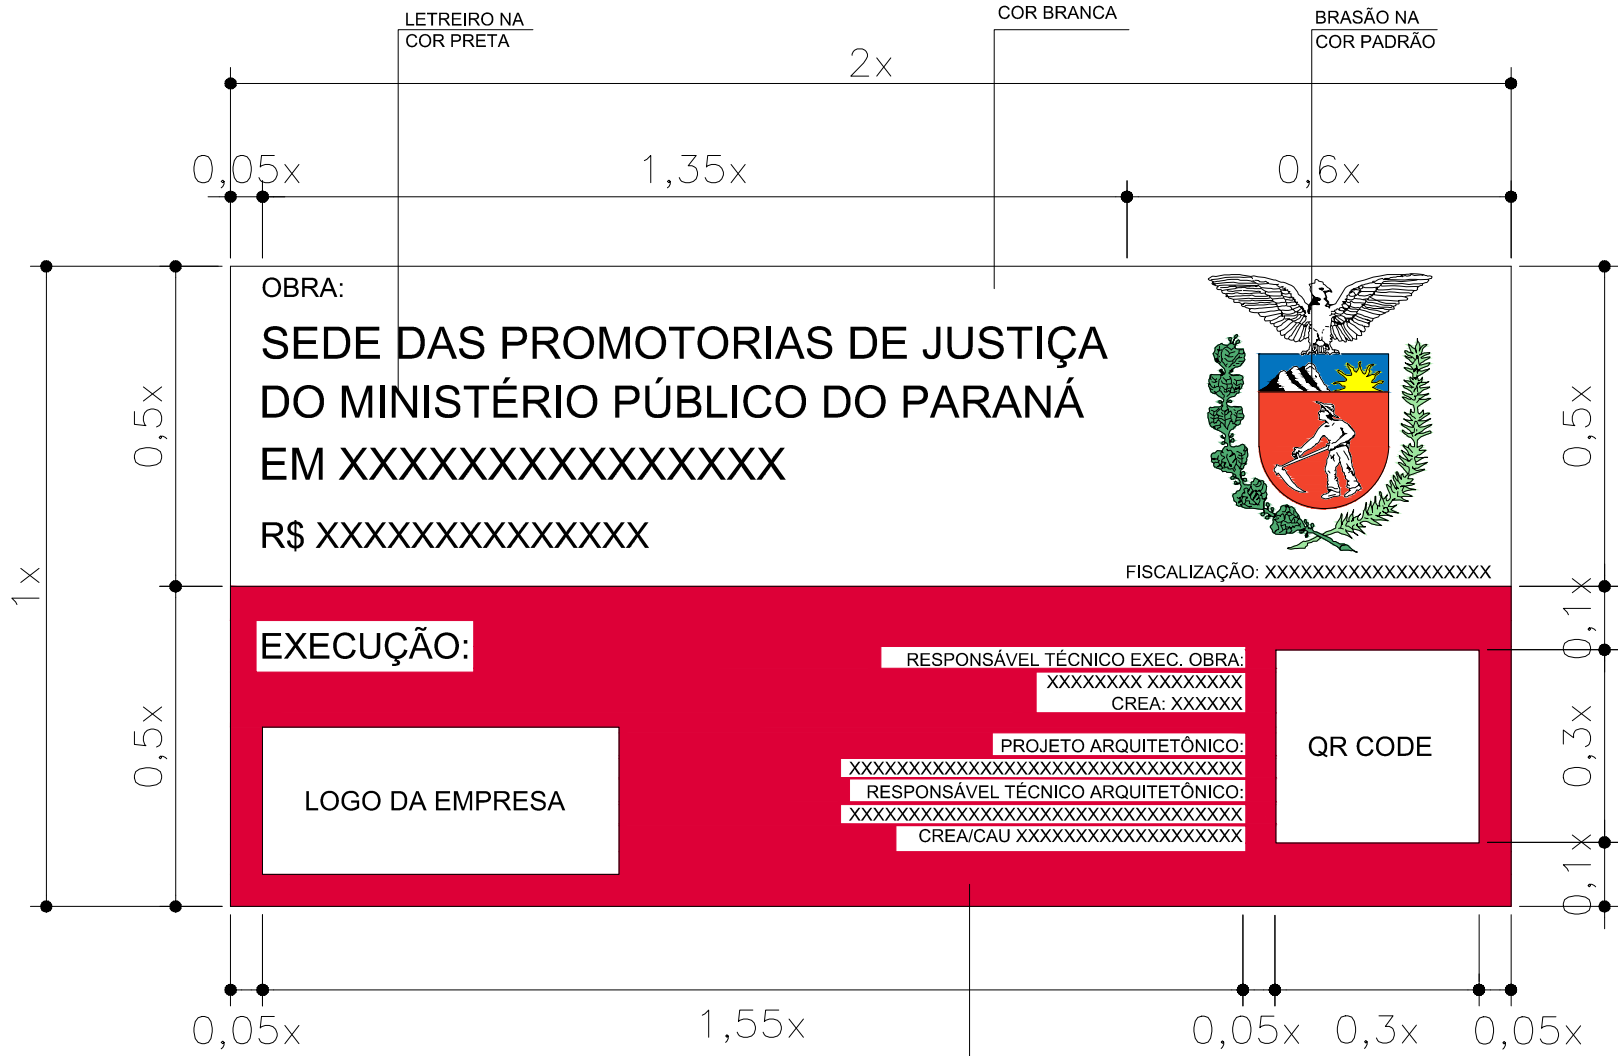 LETREIRO NA
COR PRETA
COR BRANCA
BRASÃO NA
COR PADRÃO
2x
0,05x
1,35x
0,6x
OBRA:
SEDE DAS PROMOTORIAS DE JUSTIÇA
DO MINISTÉRIO PÚBLICO DO PARANÁ
EM XXXXXXXXXXXXXXX
R$ XXXXXXXXXXXXXX
FISCALIZAÇÃO: XXXXXXXXXXXXXXXXXXX
1x
0,5x
0,5x
0,5x
0,1x
0,3x
0,1x
EXECUÇÃO:
LOGO DA EMPRESA
RESPONSÁVEL TÉCNICO EXEC. OBRA:
XXXXXXXX XXXXXXXX
CREA: XXXXXX
PROJETO ARQUITETÔNICO:
XXXXXXXXXXXXXXXXXXXXXXXXXXXXXXXXX
RESPONSÁVEL TÉCNICO ARQUITETÔNICO:
XXXXXXXXXXXXXXXXXXXXXXXXXXXXXXXXX
CREA/CAU XXXXXXXXXXXXXXXXXXX
QR CODE
0,05x
1,55x
0,05x
0,3x
0,05x